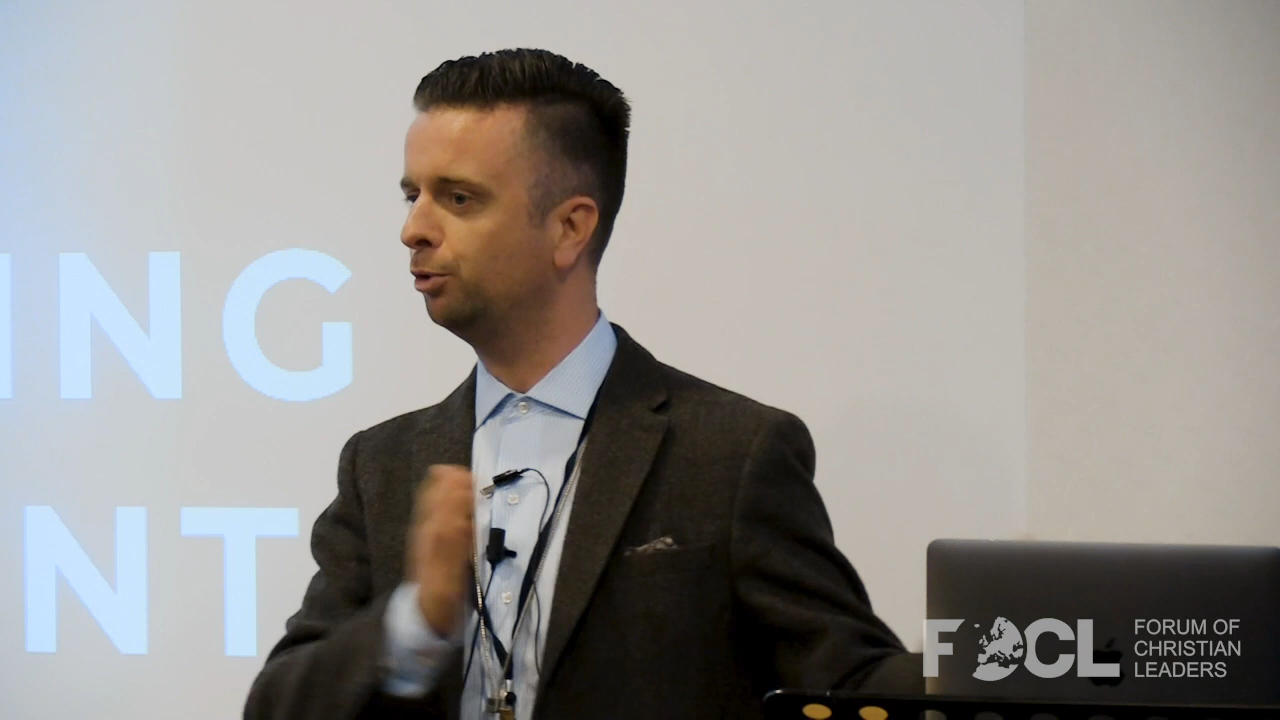 ING
NT
FOCL
FORUM OF
CHRISTIAN
LEADERS